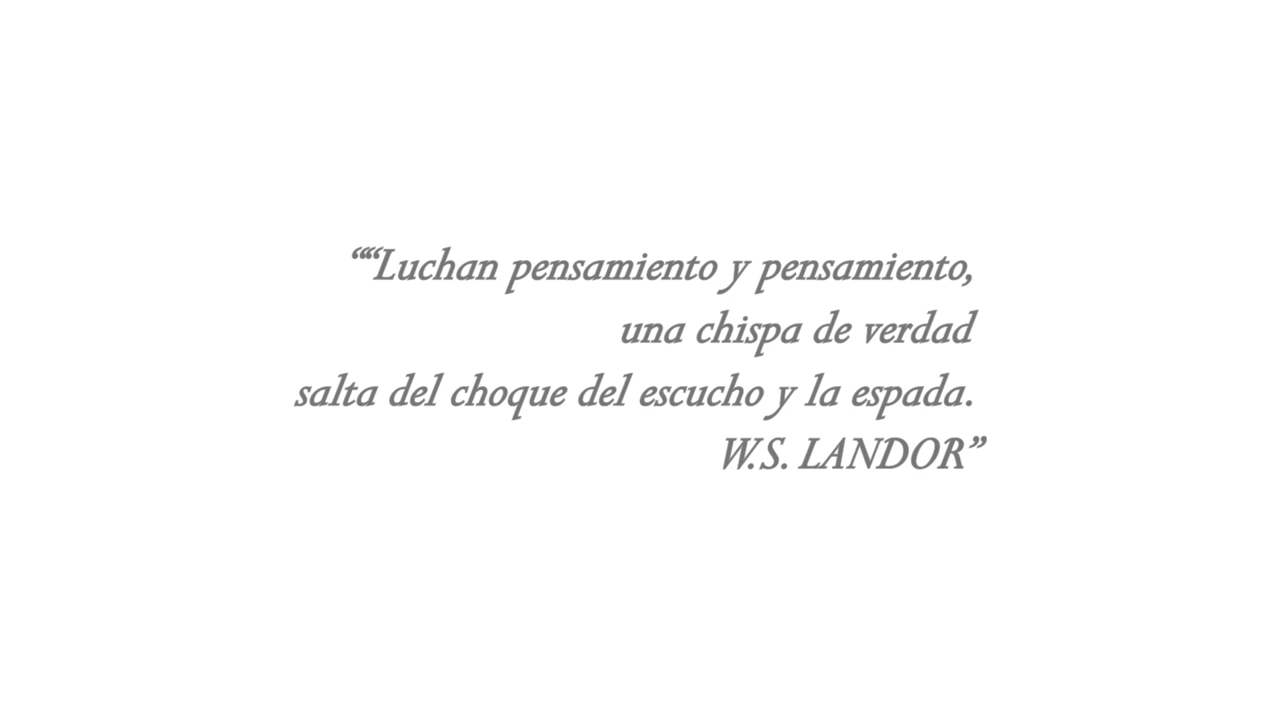 ““Luchan pensamiento y pensamiento,
una chispa de verdad
salta del choque del escucho y la espada.
W.S. LANDOR”